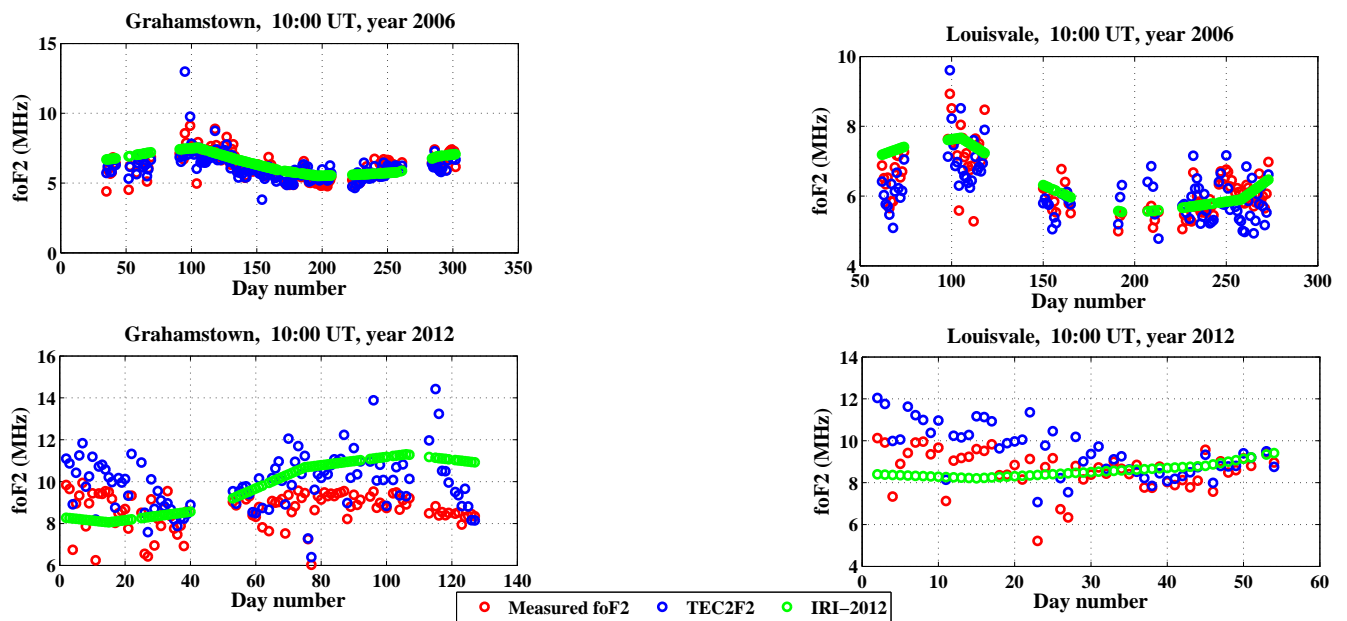 Grahamstown, 10:00 UT, year 2006
15
10
5
0
foF2 (MHz)
0 50 100 150 200 250 300 350
Day number
Louisvale, 10:00 UT, year 2006
10
8
6
4
foF2 (MHz)
50 100 150 200 250 300
Day number
Grahamstown, 10:00 UT, year 2012
16
14
12
10
8
6
foF2 (MHz)
0 20 40 60 80 100 120 140
Day number
Louisvale, 10:00 UT, year 2012
14
12
10
8
6
4
foF2 (MHz)
0 10 20 30 40 50 60
Day number
Measured foF2 TEC2F2 IRI−2012